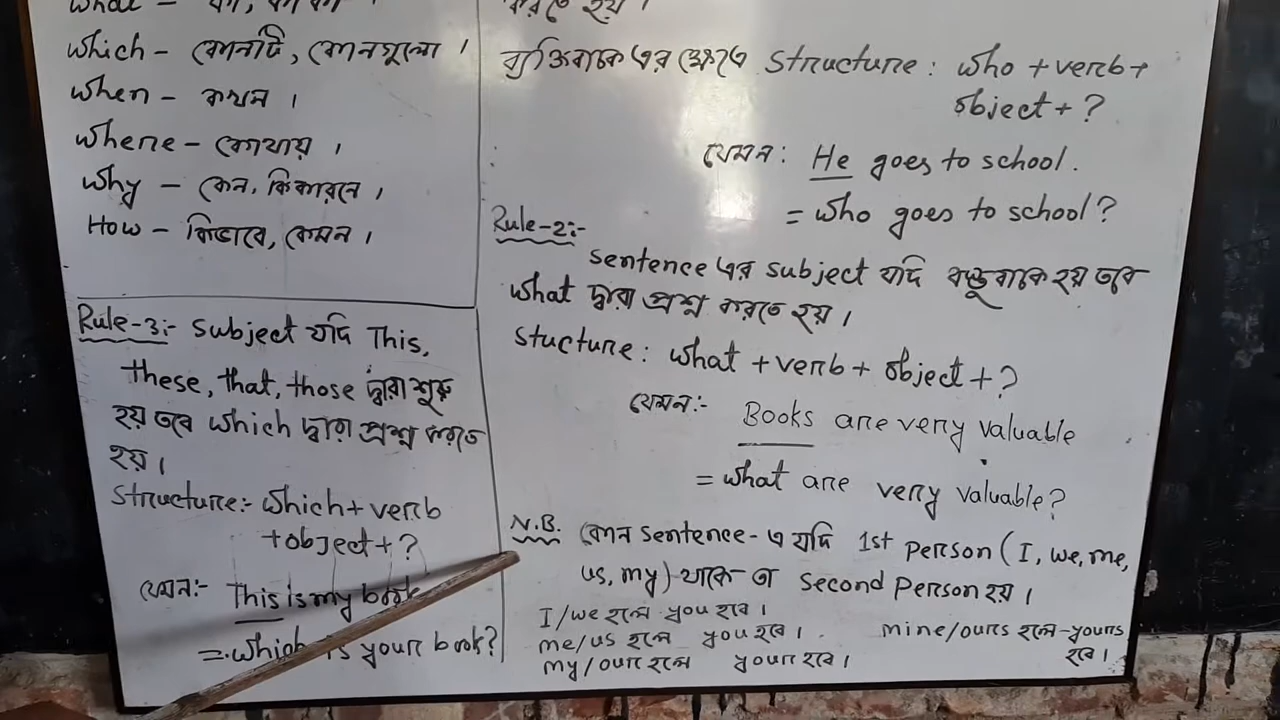 what – কী, কী কী ।
which – কোনটি, কোনগুলো ।
when – কখন ।
where – কোথায় ।
why – কেন, কিকারনে ।
How – কিভাবে, কেমন ।
Rule-3:- Subject যদি This,
these, that, those দ্বারা শুরু
হয় তবে which দ্বারা প্রশ্ন করতে
হয় ।
Structure:- which + verb
+ object + ?
যেমন:- This is my book
= which is your book?
করতে হয় ।
ব্যক্তিবাচক এর ক্ষেত্রে Structure : who + verb +
object + ?
যেমন : He goes to school.
= who goes to school?
Rule-2:-
sentence এর subject যদি বস্তুবাচক হয় তবে
what দ্বারা প্রশ্ন করতে হয় ।
stucture : what + verb + object + ?
যেমন:- Books are very valuable
= what are very valuable?
N.B. কোন sentence - এ যদি 1st person (I, we, me,
us, my) থাকে তা second person হয় ।
I/we হলে you হবে ।
me/us হলে you হবে ।
my/our হলে your হবে ।
mine/ours হলে - yours
হবে ।